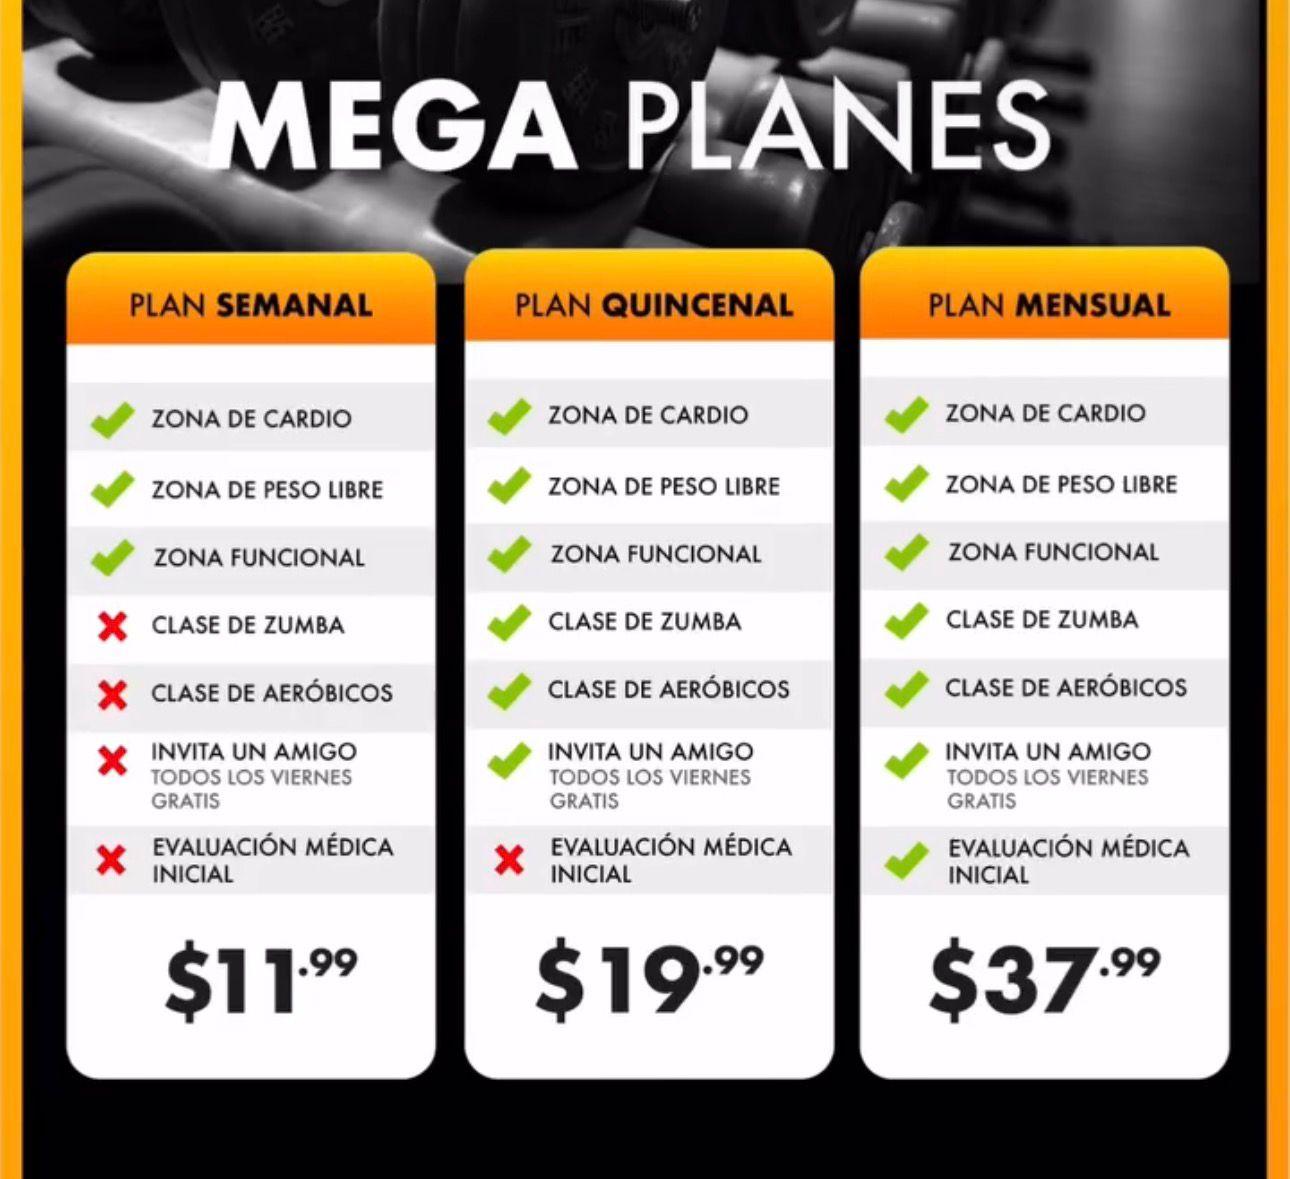 MEGA PLANES
PLAN SEMANAL
ZONA DE CARDIO
ZONA DE PESO LIBRE
ZONA FUNCIONAL
CLASE DE ZUMBA
CLASE DE AERÓBICOS
INVITA UN AMIGO
TODOS LOS VIERNES
GRATIS
EVALUACIÓN MÉDICA
INICIAL
$11.99
PLAN QUINCENAL
ZONA DE CARDIO
ZONA DE PESO LIBRE
ZONA FUNCIONAL
CLASE DE ZUMBA
CLASE DE AERÓBICOS
INVITA UN AMIGO
TODOS LOS VIERNES
GRATIS
EVALUACIÓN MÉDICA
INICIAL
$19.99
PLAN MENSUAL
ZONA DE CARDIO
ZONA DE PESO LIBRE
ZONA FUNCIONAL
CLASE DE ZUMBA
CLASE DE AERÓBICOS
INVITA UN AMIGO
TODOS LOS VIERNES
GRATIS
EVALUACIÓN MÉDICA
INICIAL
$37.99